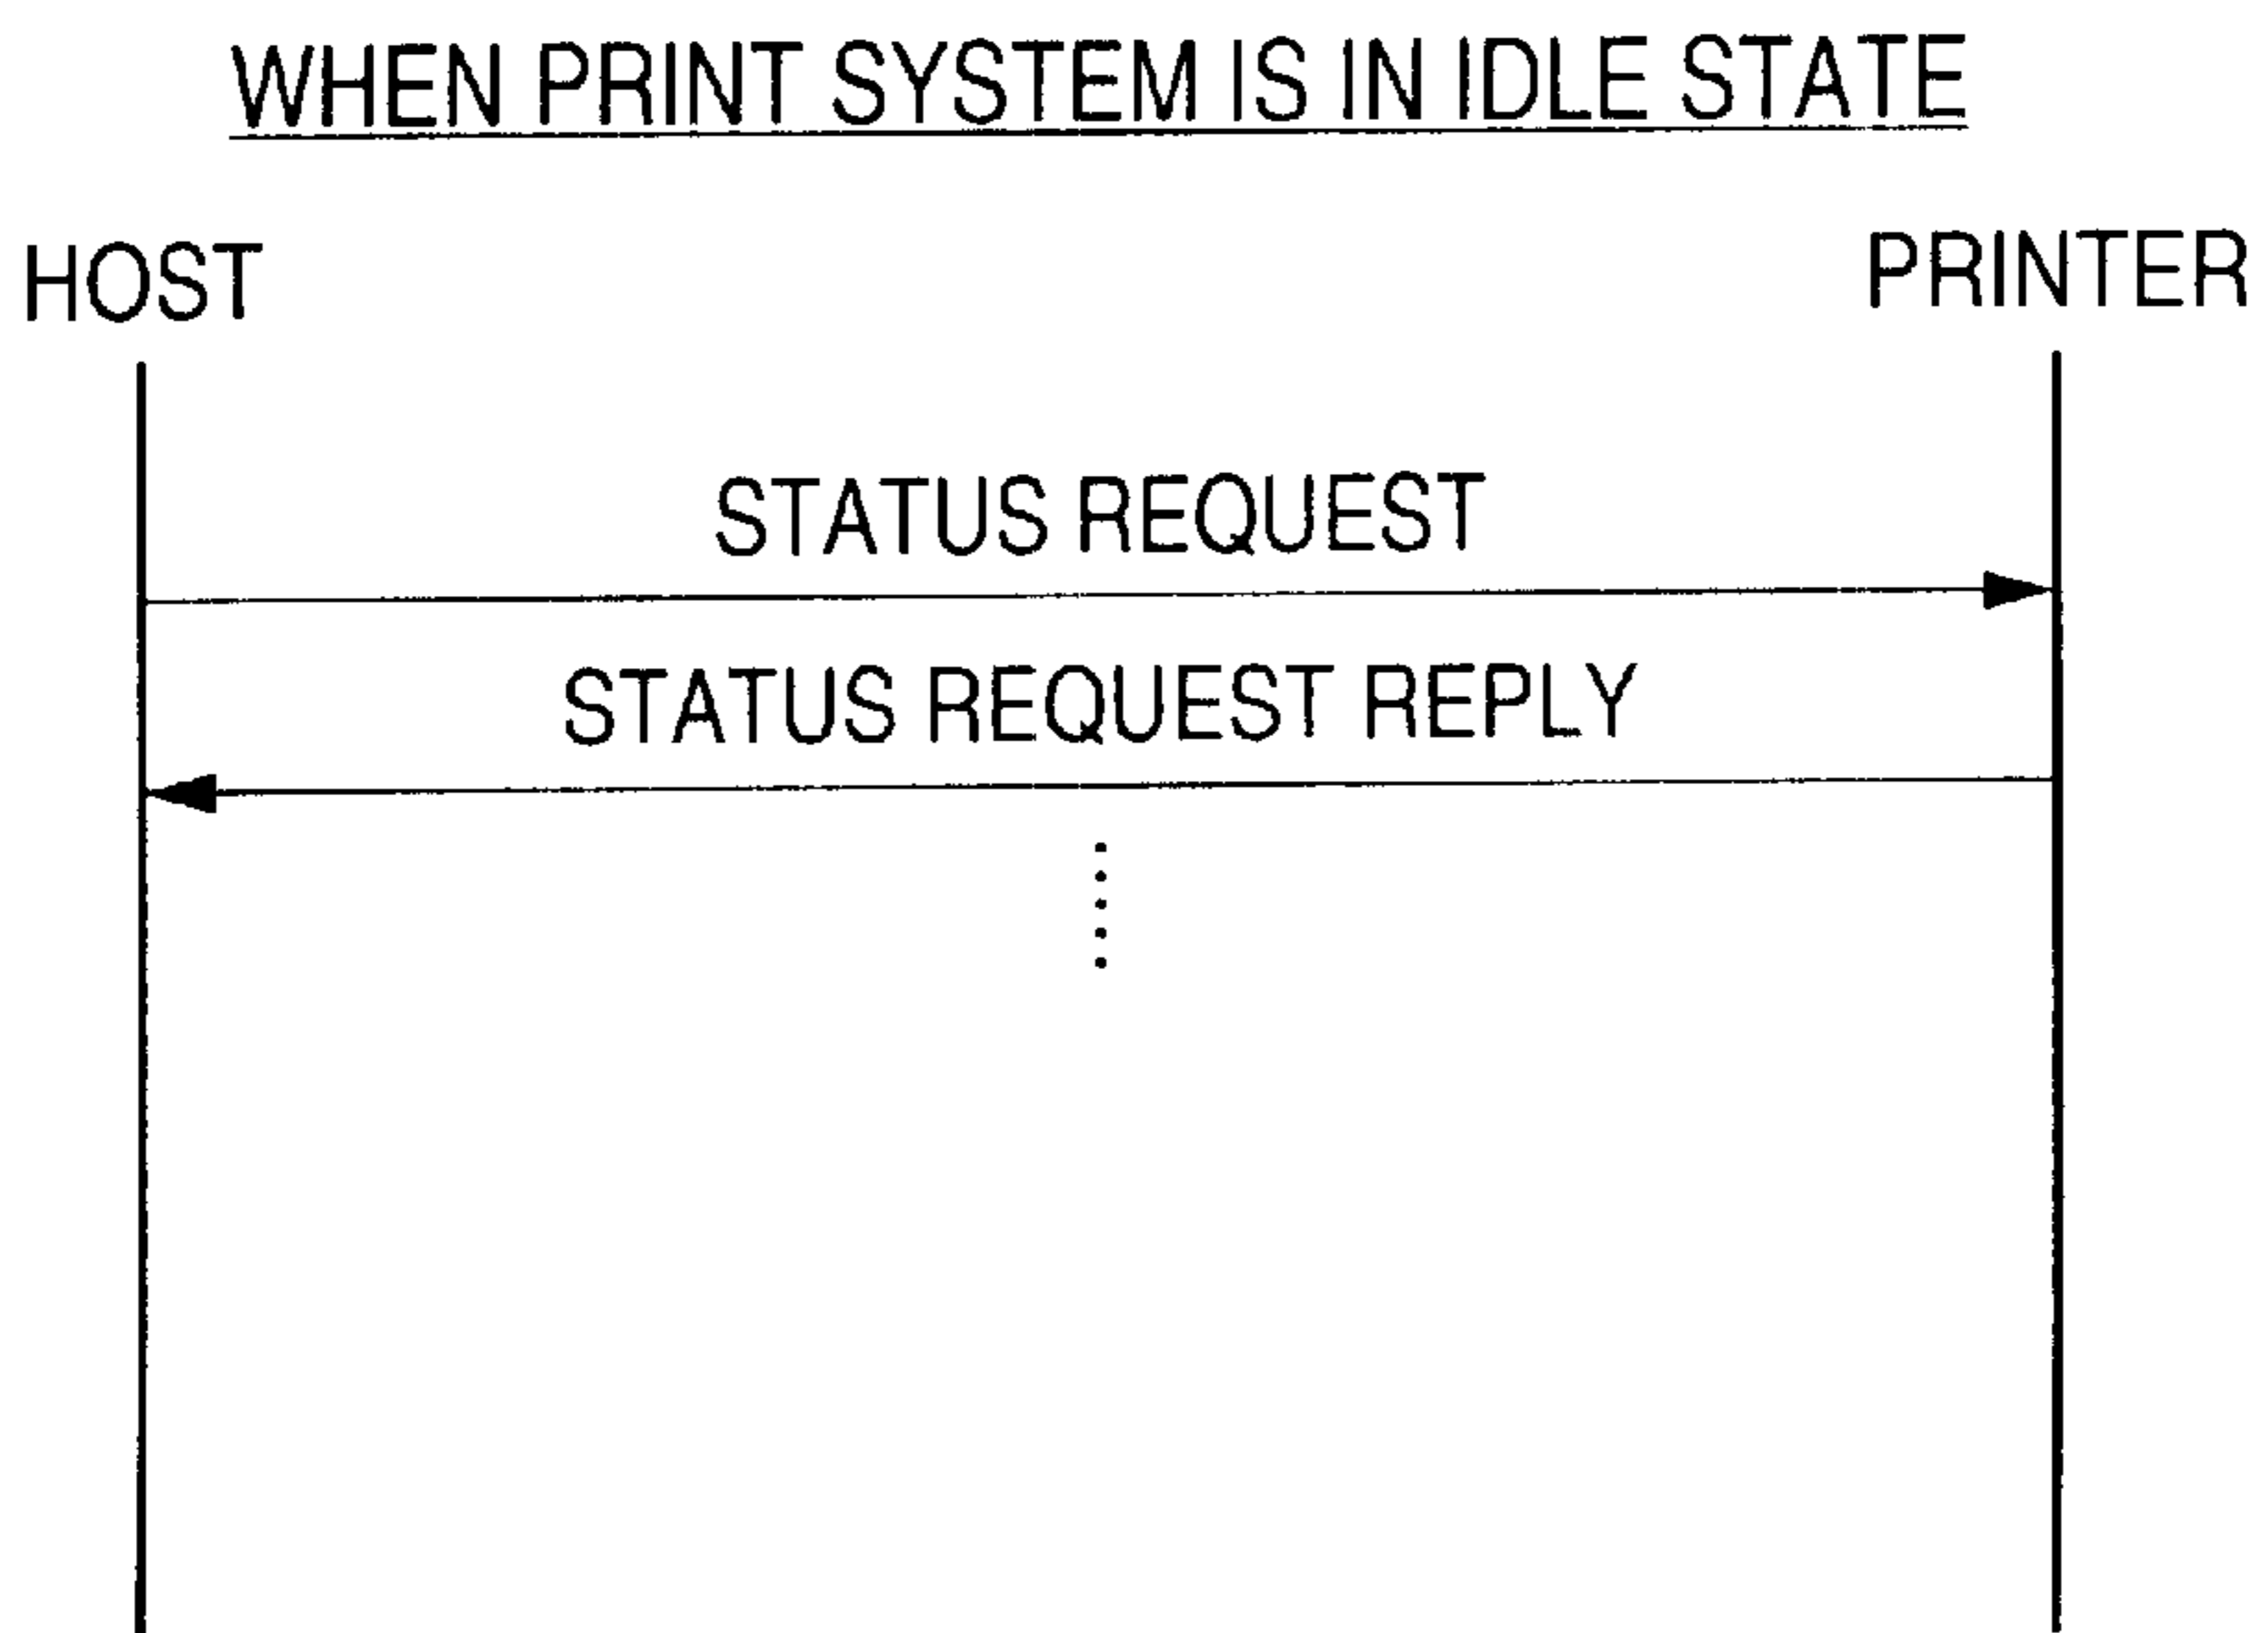 WHEN PRINT SYSTEM IS IN IDLE STATE
HOST PRINTER
STATUS REQUEST
STATUS REQUEST REPLY